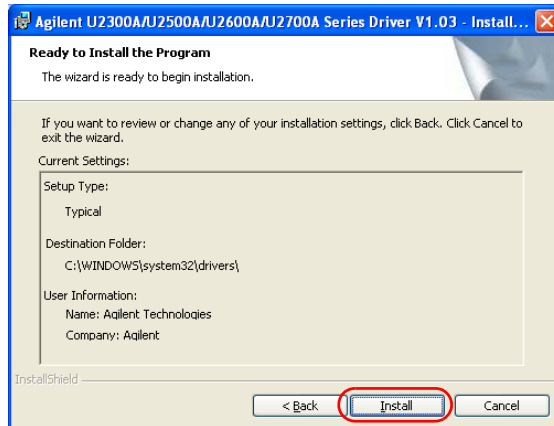 Agilent U2300A/U2500A/U2600A/U2700A Series Driver V1.03 - Install...
Ready to Install the Program
The wizard is ready to begin installation.
If you want to review or change any of your installation settings, click Back. Click Cancel to
exit the wizard.
Current Settings:
Setup Type:
Typical
Destination Folder:
C:\WINDOWS\system32\drivers\
User Information:
Name: Agilent Technologies
Company: Agilent
InstallShield
< Back
Install
Cancel